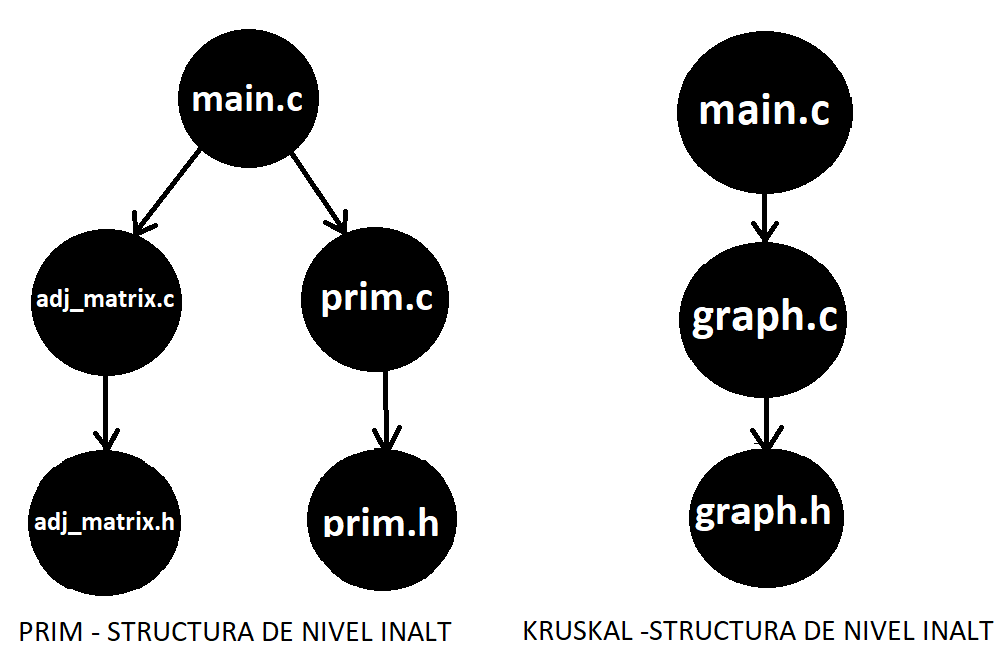 main.c
adj_matrix.c
prim.c
adj_matrix.h
prim.h
PRIM - STRUCTURA DE NIVEL INALT
main.c
graph.c
graph.h
KRUSKAL -STRUCTURA DE NIVEL INALT